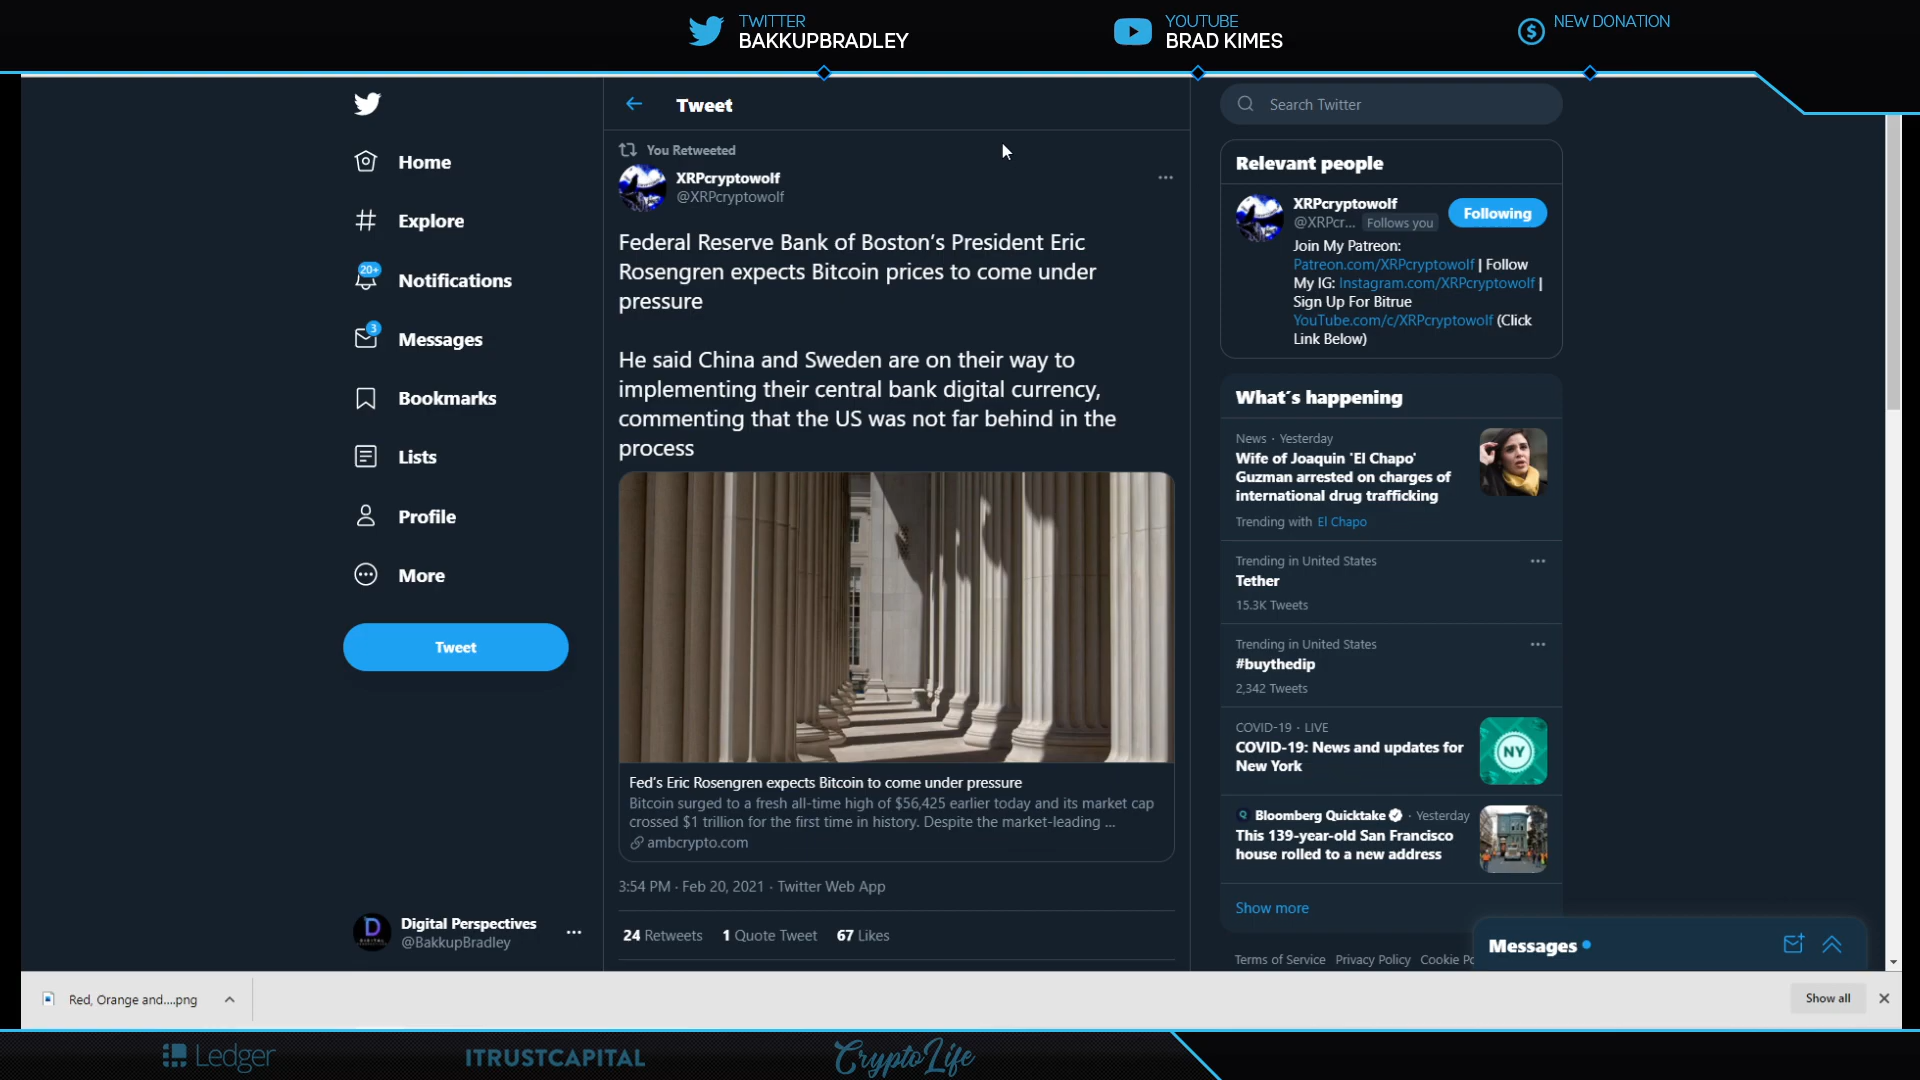 TWITTER
BAKKUPBRADLEY
YOUTUBE
BRAD KIMES
NEW DONATION
Home
Explore
20+
Notifications
3
Messages
Bookmarks
Lists
Profile
More
Tweet
Digital Perspectives
@BakkupBradley
Tweet
You Retweeted
XRPcryptowolf
@XRPcryptowolf
Federal Reserve Bank of Boston's President Eric
Rosengren expects Bitcoin prices to come under
pressure
He said China and Sweden are on their way to
implementing their central bank digital currency,
commenting that the US was not far behind in the
process
Fed's Eric Rosengren expects Bitcoin to come under pressure
Bitcoin surged to a fresh all-time high of $56,425 earlier today and its market cap
crossed $1 trillion for the first time in history. Despite the market-leading ...
ambcrypto.com
3:54 PM · Feb 20, 2021 · Twitter Web App
24 Retweets 1 Quote Tweet 67 Likes
Search Twitter
Relevant people
XRPcryptowolf
@XRPcr... Follows you
Following
Join My Patreon:
Patreon.com/XRPcryptowolf | Follow
My IG: Instagram.com/XRPcryptowolf |
Sign Up For Bitrue
YouTube.com/c/XRPcryptowolf (Click
Link Below)
What's happening
News · Yesterday
Wife of Joaquin 'El Chapo'
Guzman arrested on charges of
international drug trafficking
Trending with El Chapo
Trending in United States
Tether
15.3K Tweets
Trending in United States
#buythedip
2,342 Tweets
COVID-19 · LIVE
COVID-19: News and updates for
New York
NY
Bloomberg Quicktake · Yesterday
This 139-year-old San Francisco
house rolled to a new address
Show more
Terms of Service Privacy Policy Cookie Po
Messages
Red, Orange and....png
Show all
Ledger
ITRUSTCAPITAL
CryptoLife